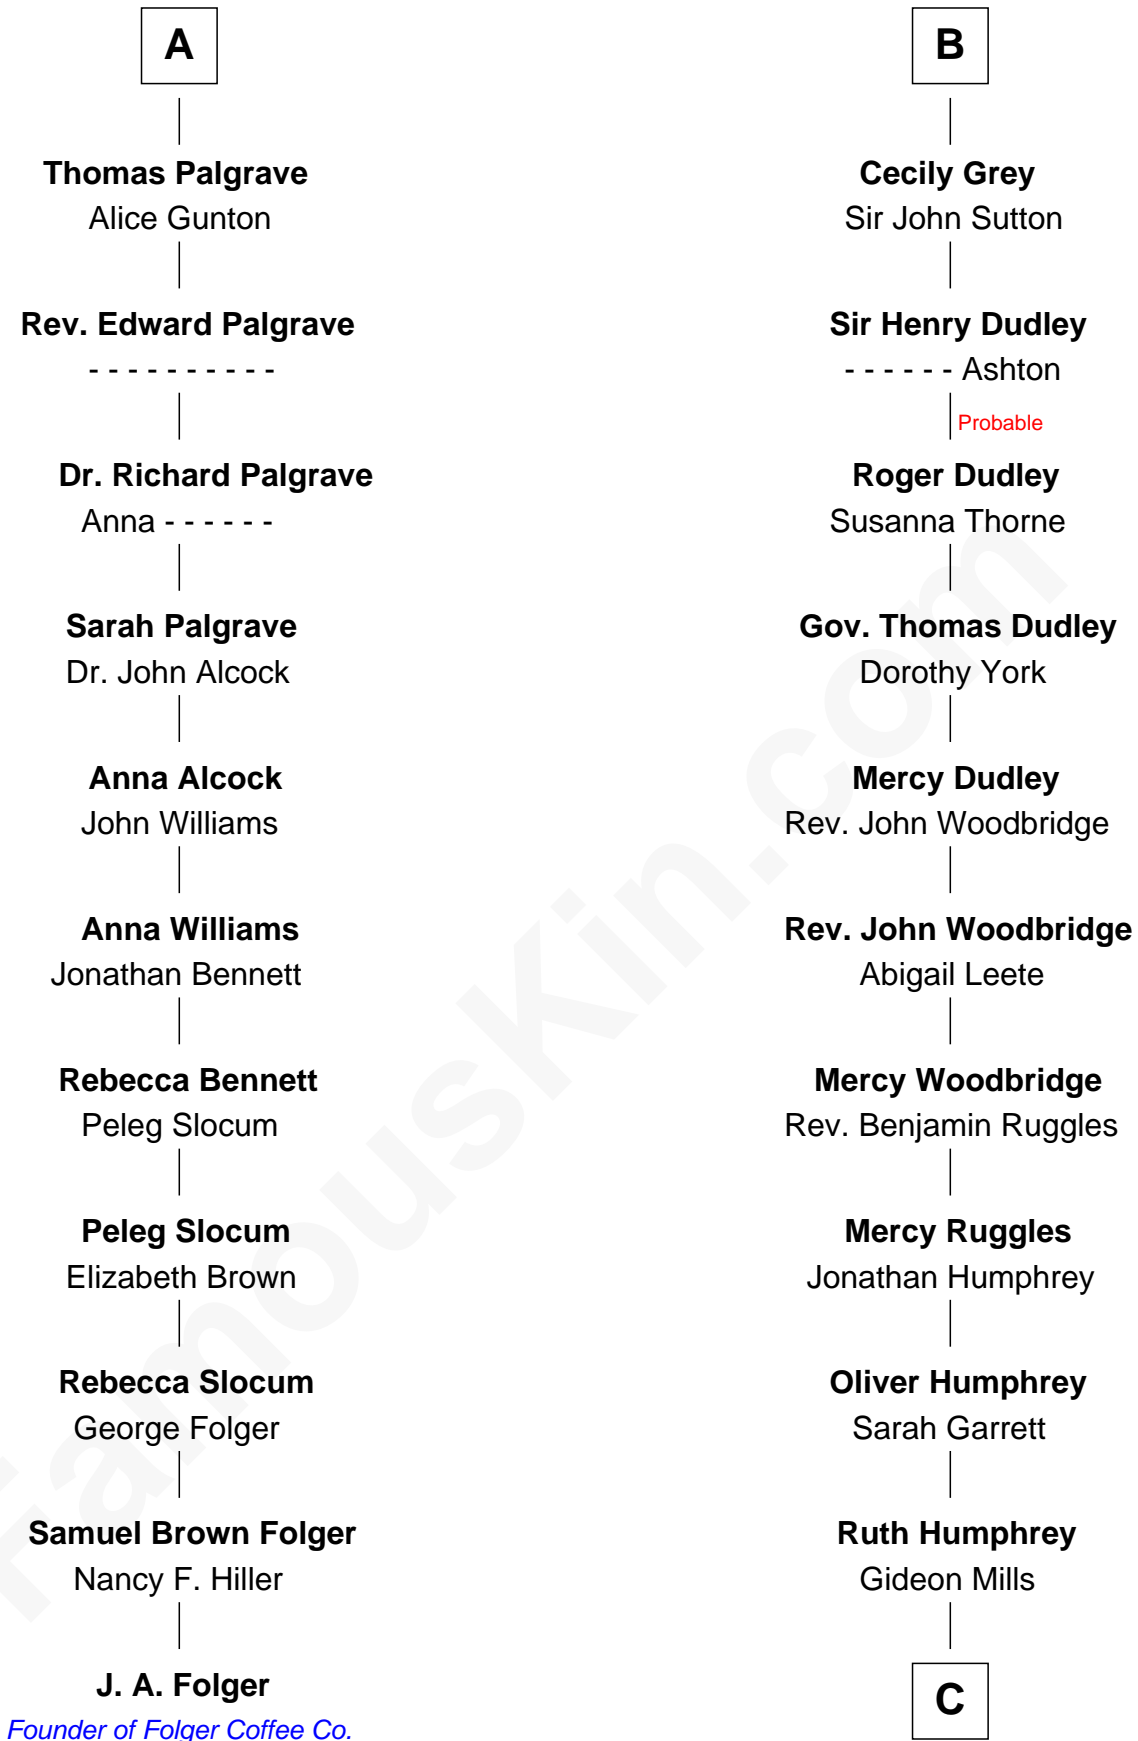 A
Thomas Palgrave
Alice Gunton
Rev. Edward Palgrave
- - - - - - - - - -
Dr. Richard Palgrave
Anna - - - - - -
Sarah Palgrave
Dr. John Alcock
Anna Alcock
John Williams
Anna Williams
Jonathan Bennett
Rebecca Bennett
Peleg Slocum
Peleg Slocum
Elizabeth Brown
Rebecca Slocum
George Folger
Samuel Brown Folger
Nancy F. Hiller
J. A. Folger
Founder of Folger Coffee Co.
B
Cecily Grey
Sir John Sutton
Sir Henry Dudley
- - - - - - Ashton
Probable
Roger Dudley
Susanna Thorne
Gov. Thomas Dudley
Dorothy York
Mercy Dudley
Rev. John Woodbridge
Rev. John Woodbridge
Abigail Leete
Mercy Woodbridge
Rev. Benjamin Ruggles
Mercy Ruggles
Jonathan Humphrey
Oliver Humphrey
Sarah Garrett
Ruth Humphrey
Gideon Mills
C
FamousKin.com